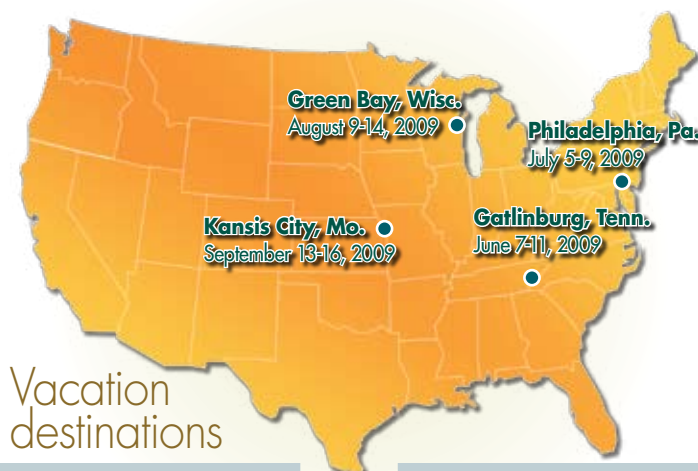 Green Bay, Wisc.
August 9-14, 2009
Philadelphia, Pa.
July 5-9, 2009
Kansis City, Mo.
September 13-16, 2009
Gatlinburg, Tenn.
June 7-11, 2009
Vacation
destinations